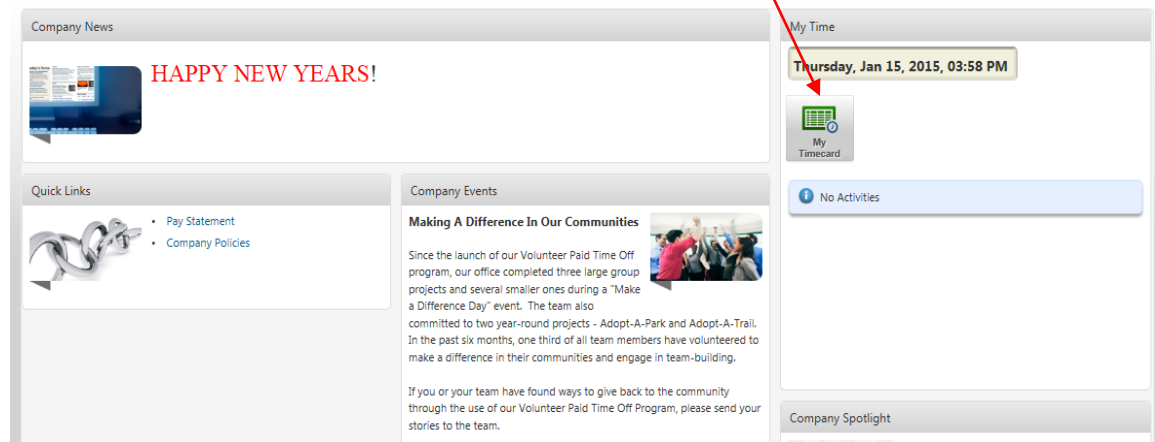 Company News
HAPPY NEW YEARS!
Quick Links
• Pay Statement
• Company Policies
Company Events
Making A Difference In Our Communities
Since the launch of our Volunteer Paid Time Off
program, our office completed three large group
projects and several smaller ones during a "Make
a Difference Day" event. The team also
committed to two year-round projects - Adopt-A-Park and Adopt-A-Trail.
In the past six months, one third of all team members have volunteered to
make a difference in their communities and engage in team-building.
If you or your team have found ways to give back to the community
through the use of our Volunteer Paid Time Off Program, please send your
stories to the team.
My Time
Thursday, Jan 15, 2015, 03:58 PM
My
Timecard
No Activities
Company Spotlight